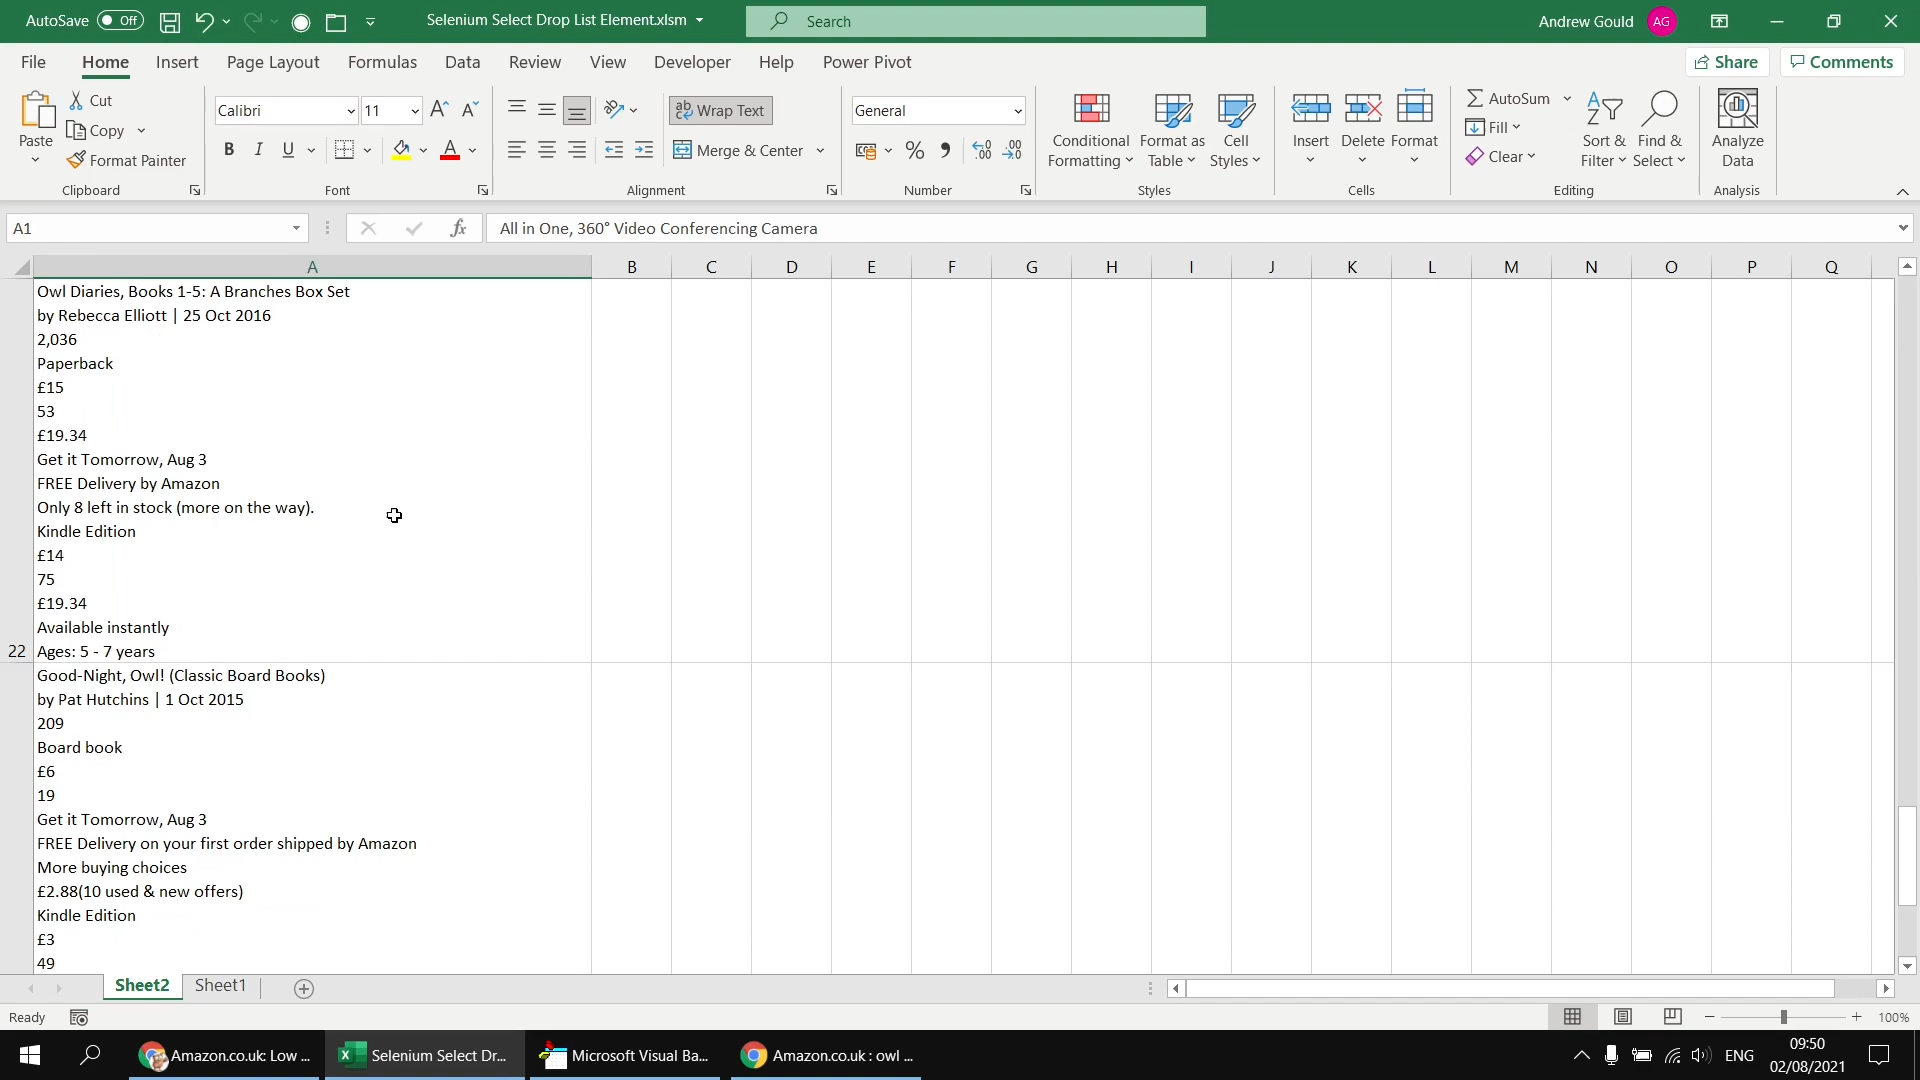 AutoSave Off Selenium Select Drop List Element.xlsm Search Andrew Gould AG
File Home Insert Page Layout Formulas Data Review View Developer Help Power Pivot Share Comments
Paste Cut Copy Format Painter Clipboard
Calibri 11 B I U A Font
ab Wrap Text Merge & Center Alignment
General % Number
Conditional Formatting Format as Table Cell Styles Styles
Insert Delete Format Cells
AutoSum Fill Clear Sort & Filter Find & Select Editing
Analyze Data Analysis
A1 fx All in One, 360° Video Conferencing Camera
A B C D E F G H I J K L M N O P Q
Owl Diaries, Books 1-5: A Branches Box Set
by Rebecca Elliott | 25 Oct 2016
2,036
Paperback
£15
53
£19.34
Get it Tomorrow, Aug 3
FREE Delivery by Amazon
Only 8 left in stock (more on the way).
Kindle Edition
£14
75
£19.34
Available instantly
22 Ages: 5 - 7 years
Good-Night, Owl! (Classic Board Books)
by Pat Hutchins | 1 Oct 2015
209
Board book
£6
19
Get it Tomorrow, Aug 3
FREE Delivery on your first order shipped by Amazon
More buying choices
£2.88(10 used & new offers)
Kindle Edition
£3
49
Sheet2 Sheet1
Ready 100%
Amazon.co.uk: Low ... Selenium Select Dr... Microsoft Visual Ba... Amazon.co.uk : owl ... ENG 09:50
02/08/2021